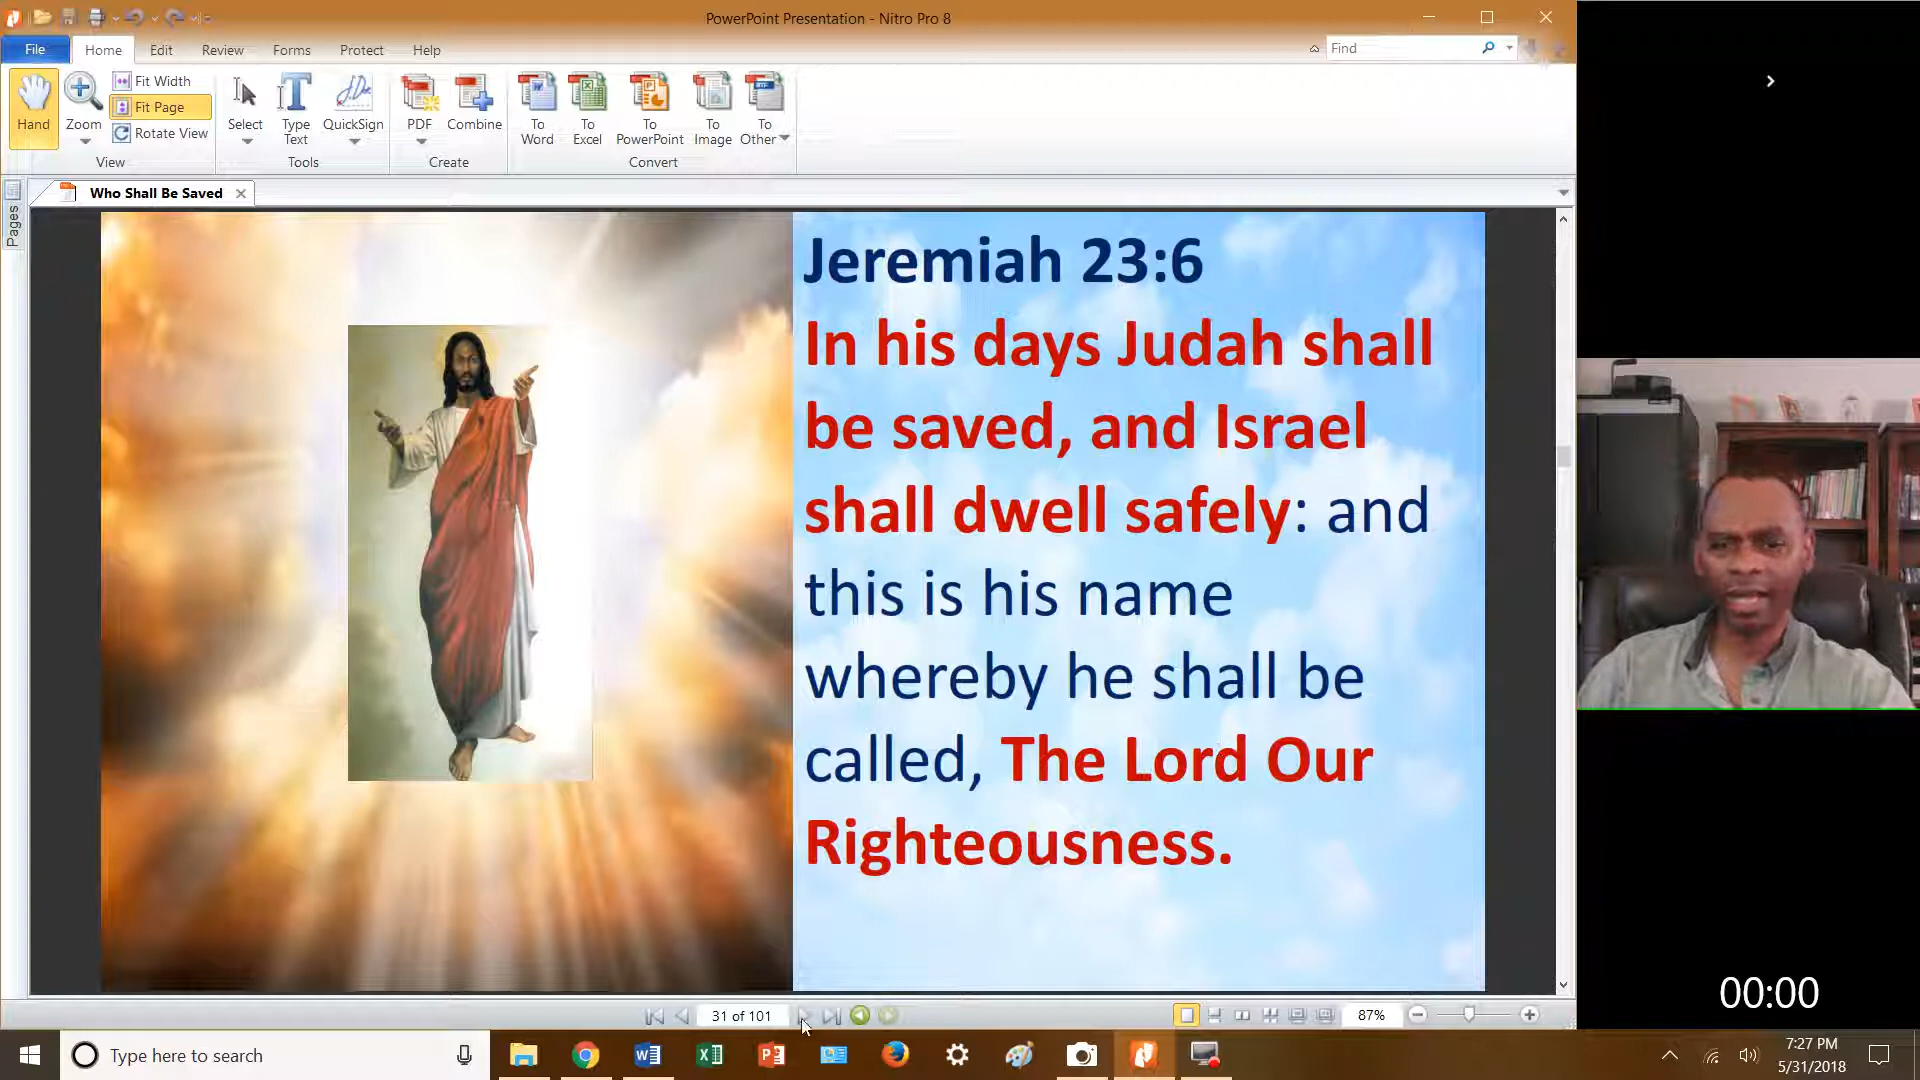 PowerPoint Presentation - Nitro Pro 8
File Home Edit Review Forms Protect Help
Find
Hand
Zoom
Fit Width
Fit Page
Rotate View
View
Select
Type Text
QuickSign
Tools
PDF
Combine
Create
To Word
To Excel
To PowerPoint
To Image
To Other
Convert
Who Shall Be Saved
Pages
Jeremiah 23:6
In his days Judah shall
be saved, and Israel
shall dwell safely: and
this is his name
whereby he shall be
called, The Lord Our
Righteousness.
31 of 101
87%
00:00
Type here to search
7:27 PM
5/31/2018